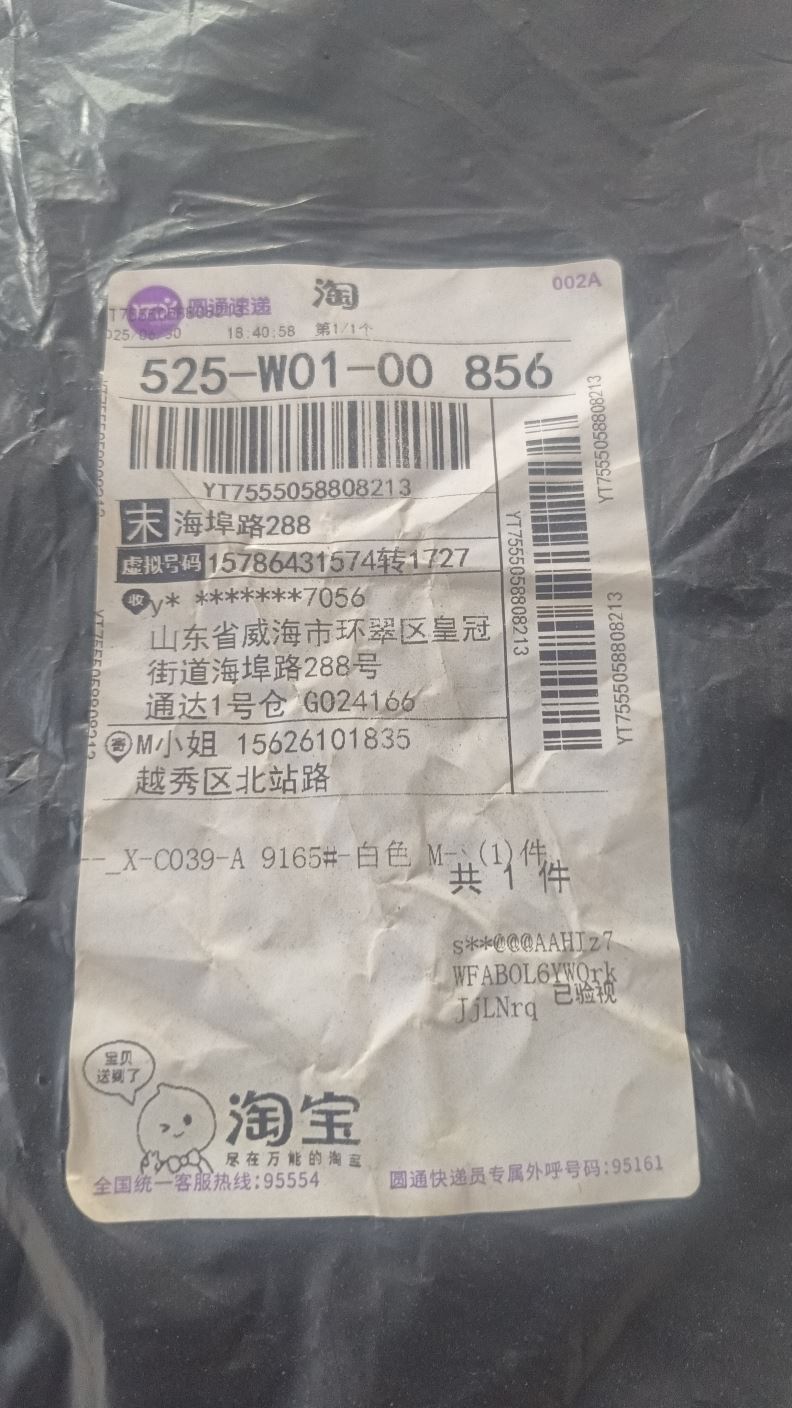 圆通速递 淘 002A
18:40:58 第1/1个
525-W01-00 856
YT7555058808213
末 海埠路288
虚拟号码 15786431574转1727
收 y* *******7056
山东省威海市环翠区皇冠
街道海埠路288号
通达1号仓 G024166
寄 M小姐 15626101835
越秀区北站路
YT7555058808213
YT7555058808213
YT7555058808213
YT7555058808213
_X-C039-A 9165#-白色 M-、(1)件
共 1 件
s**@@@AAHIz7
WFABOL6YWQrk
JjLNrq 已验视
宝贝
送到了
淘宝
尽在万能的淘宝
全国统一客服热线:95554 圆通快递员专属外呼号码:95161